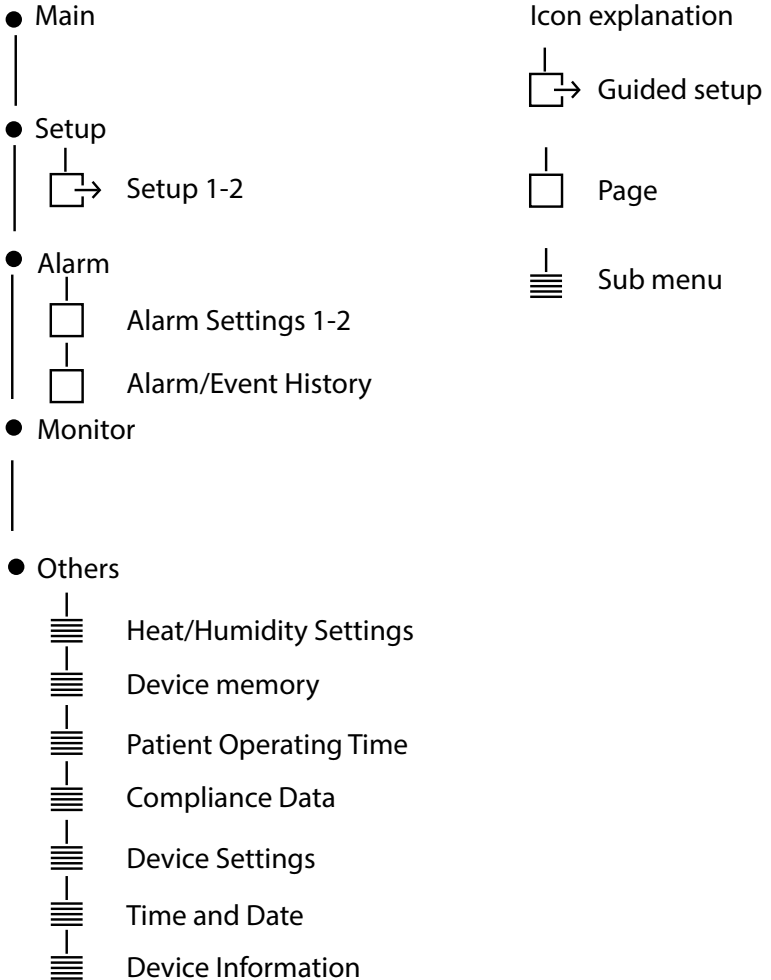 Main
Setup
Setup 1-2
Alarm
Alarm Settings 1-2
Alarm/Event History
Monitor
Others
Heat/Humidity Settings
Device memory
Patient Operating Time
Compliance Data
Device Settings
Time and Date
Device Information
Icon explanation
Guided setup
Page
Sub menu